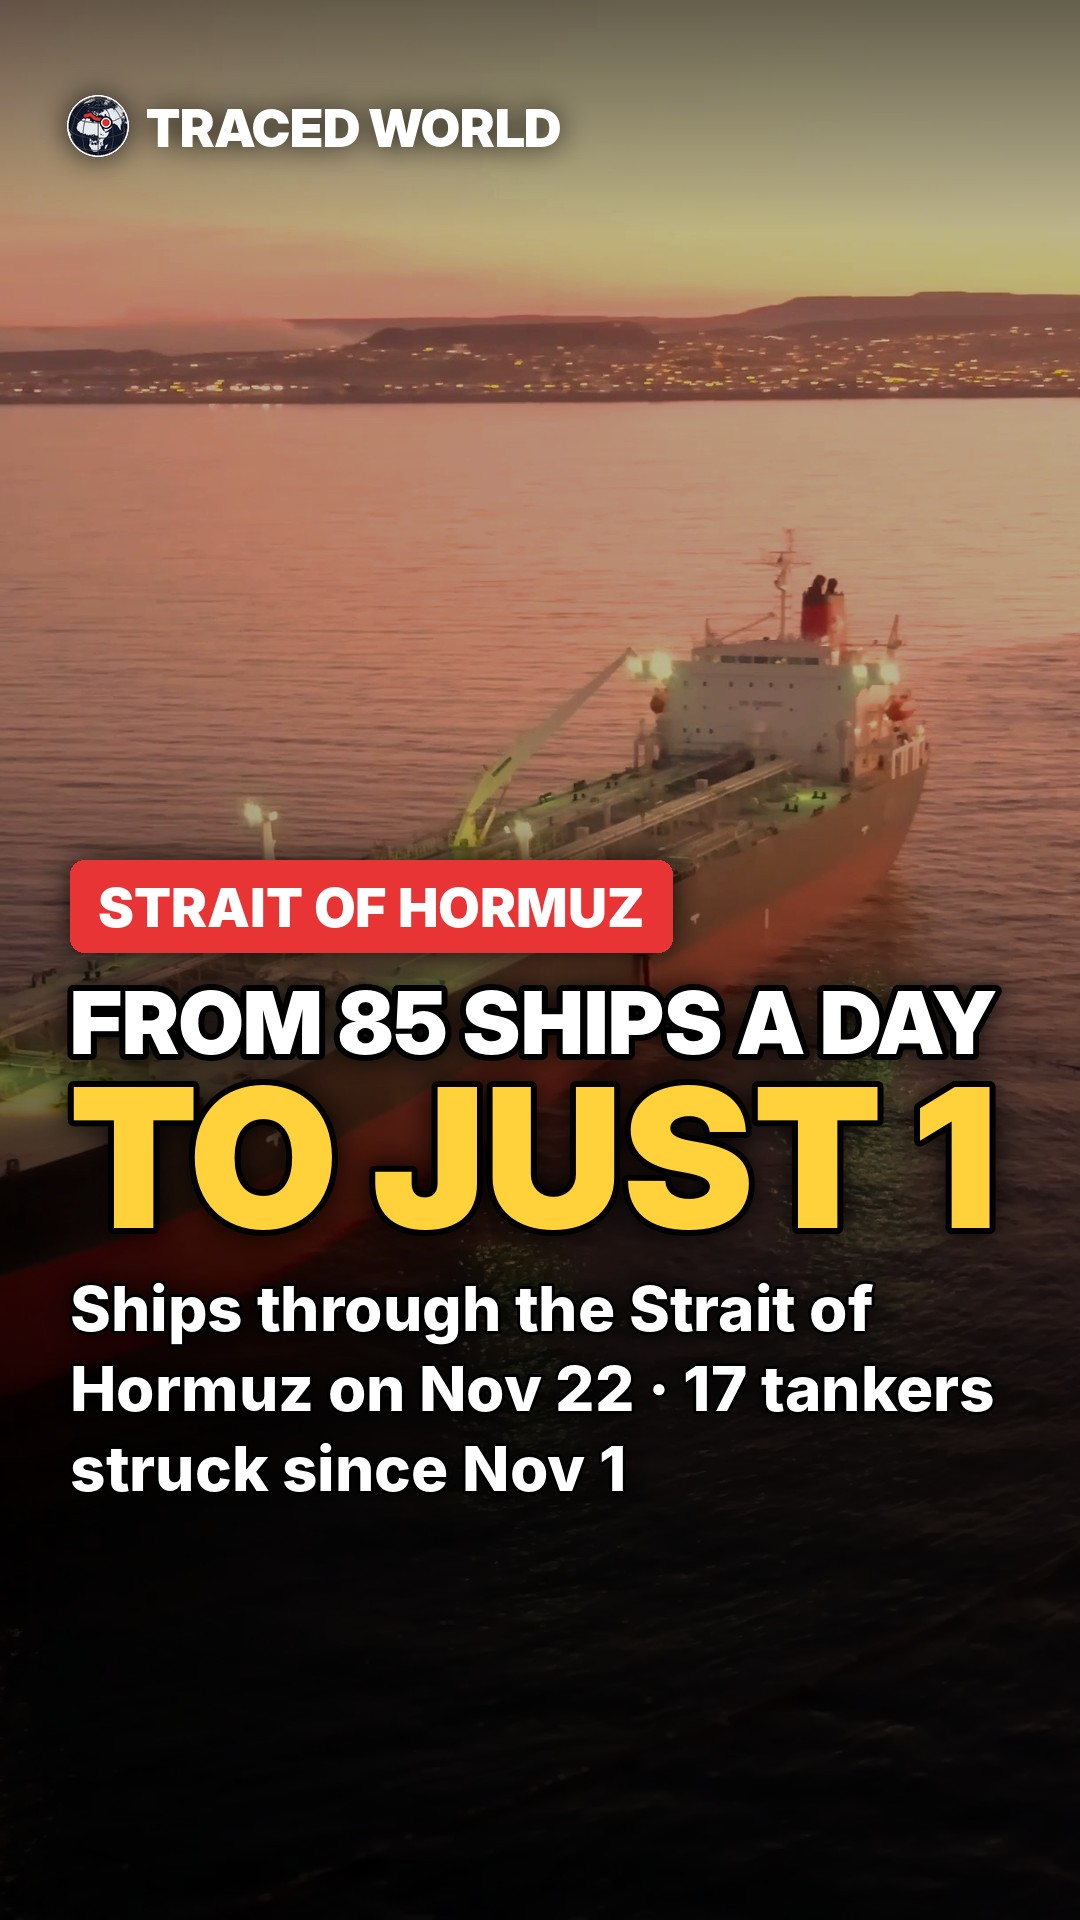 TRACED WORLD
STRAIT OF HORMUZ
FROM 85 SHIPS A DAY
TO JUST 1
Ships through the Strait of
Hormuz on Nov 22 · 17 tankers
struck since Nov 1